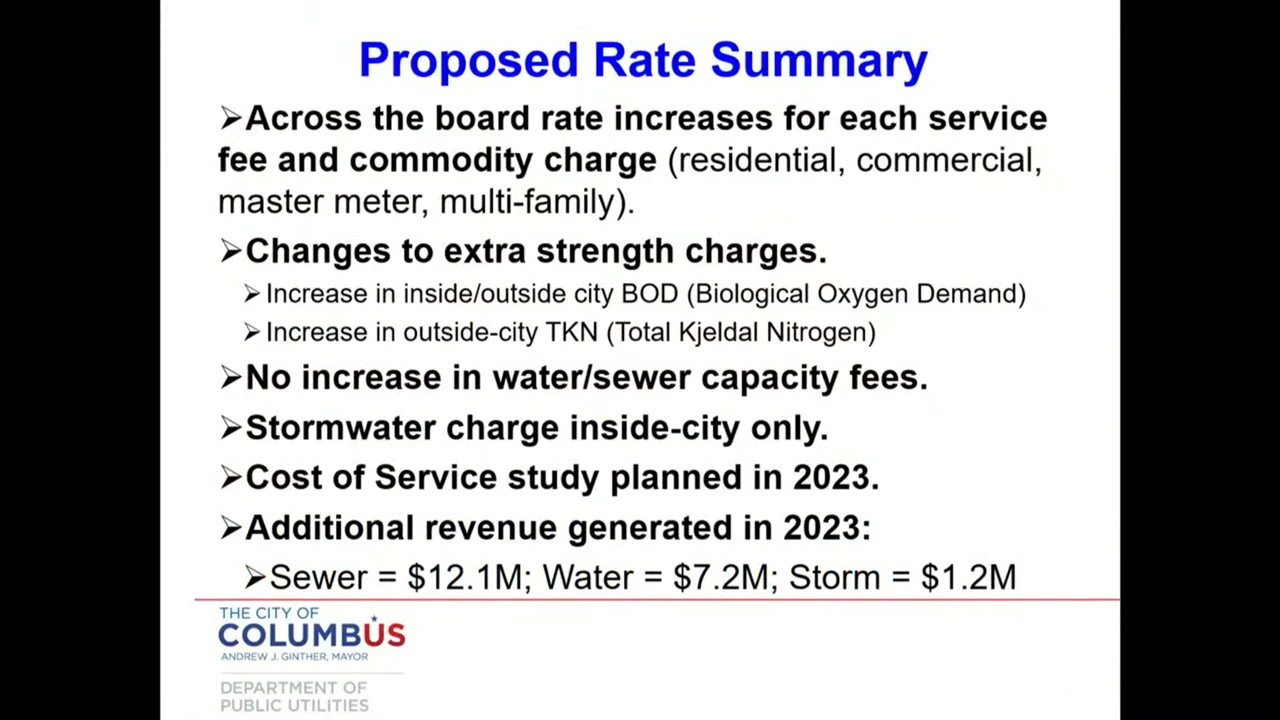 Proposed Rate Summary
➢Across the board rate increases for each service
fee and commodity charge (residential, commercial,
master meter, multi-family).
➢Changes to extra strength charges.
➢Increase in inside/outside city BOD (Biological Oxygen Demand)
➢Increase in outside-city TKN (Total Kjeldal Nitrogen)
➢No increase in water/sewer capacity fees.
➢Stormwater charge inside-city only.
➢Cost of Service study planned in 2023.
➢Additional revenue generated in 2023:
➢Sewer = $12.1M; Water = $7.2M; Storm = $1.2M
THE CITY OF
COLUMBUS
ANDREW J. GINTHER, MAYOR
DEPARTMENT OF
PUBLIC UTILITIES